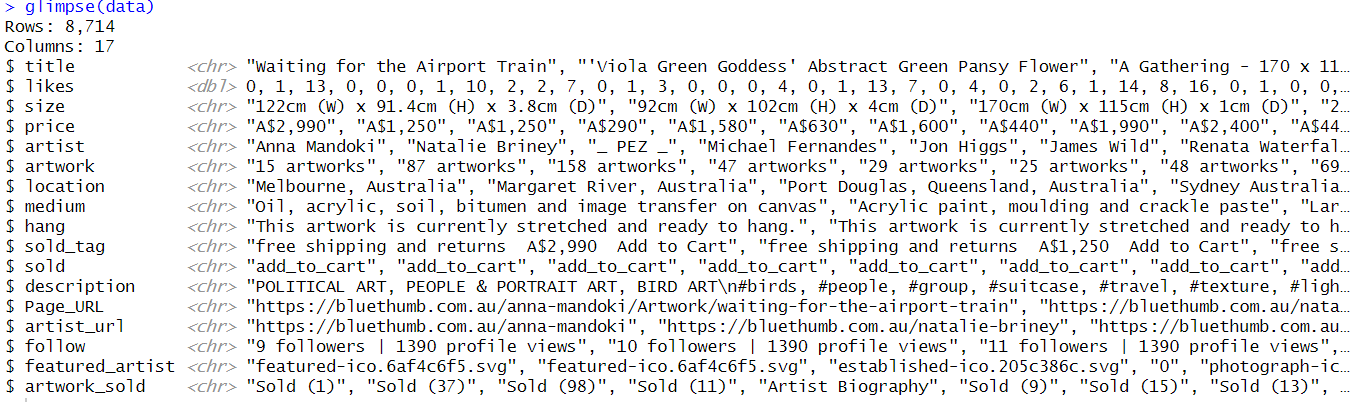 > glimpse(data)
Rows: 8,714
Columns: 17
$ title <chr> "Waiting for the Airport Train", "'Viola Green Goddess' Abstract Green Pansy Flower", "A Gathering - 170 x 11…
$ likes <dbl> 0, 1, 13, 0, 0, 0, 1, 10, 2, 2, 7, 0, 1, 3, 0, 0, 0, 4, 0, 1, 13, 7, 0, 4, 0, 2, 6, 1, 14, 8, 16, 0, 1, 0, 0,…
$ size <chr> "122cm (W) x 91.4cm (H) x 3.8cm (D)", "92cm (W) x 102cm (H) x 4cm (D)", "170cm (W) x 115cm (H) x 1cm (D)", "2…
$ price <chr> "A$2,990", "A$1,250", "A$1,250", "A$290", "A$1,580", "A$630", "A$1,600", "A$440", "A$1,990", "A$2,400", "A$44…
$ artist <chr> "Anna Mandoki", "Natalie Briney", "_ PEZ _", "Michael Fernandes", "Jon Higgs", "James Wild", "Renata Waterfal…
$ artwork <chr> "15 artworks", "87 artworks", "158 artworks", "47 artworks", "29 artworks", "25 artworks", "48 artworks", "69…
$ location <chr> "Melbourne, Australia", "Margaret River, Australia", "Port Douglas, Queensland, Australia", "Sydney Australia…
$ medium <chr> "Oil, acrylic, soil, bitumen and image transfer on canvas", "Acrylic paint, moulding and crackle paste", "Lar…
$ hang <chr> "This artwork is currently stretched and ready to hang.", "This artwork is currently stretched and ready to h…
$ sold_tag <chr> "free shipping and returns  A$2,990  Add to Cart", "free shipping and returns  A$1,250  Add to Cart", "free s…
$ sold <chr> "add_to_cart", "add_to_cart", "add_to_cart", "add_to_cart", "add_to_cart", "add_to_cart", "add_to_cart", "add…
$ description <chr> "POLITICAL ART, PEOPLE & PORTRAIT ART, BIRD ART\n#birds, #people, #group, #suitcase, #travel, #texture, #ligh…
$ Page_URL <chr> "https://bluethumb.com.au/anna-mandoki/Artwork/waiting-for-the-airport-train", "https://bluethumb.com.au/nata…
$ artist_url <chr> "https://bluethumb.com.au/anna-mandoki", "https://bluethumb.com.au/natalie-briney", "https://bluethumb.com.au…
$ follow <chr> "9 followers | 1390 profile views", "10 followers | 1390 profile views", "11 followers | 1390 profile views",…
$ featured_artist <chr> "featured-ico.6af4c6f5.svg", "featured-ico.6af4c6f5.svg", "established-ico.205c386c.svg", "0", "photograph-ic…
$ artwork_sold <chr> "Sold (1)", "Sold (37)", "Sold (98)", "Sold (11)", "Artist Biography", "Sold (9)", "Sold (15)", "Sold (13)", …